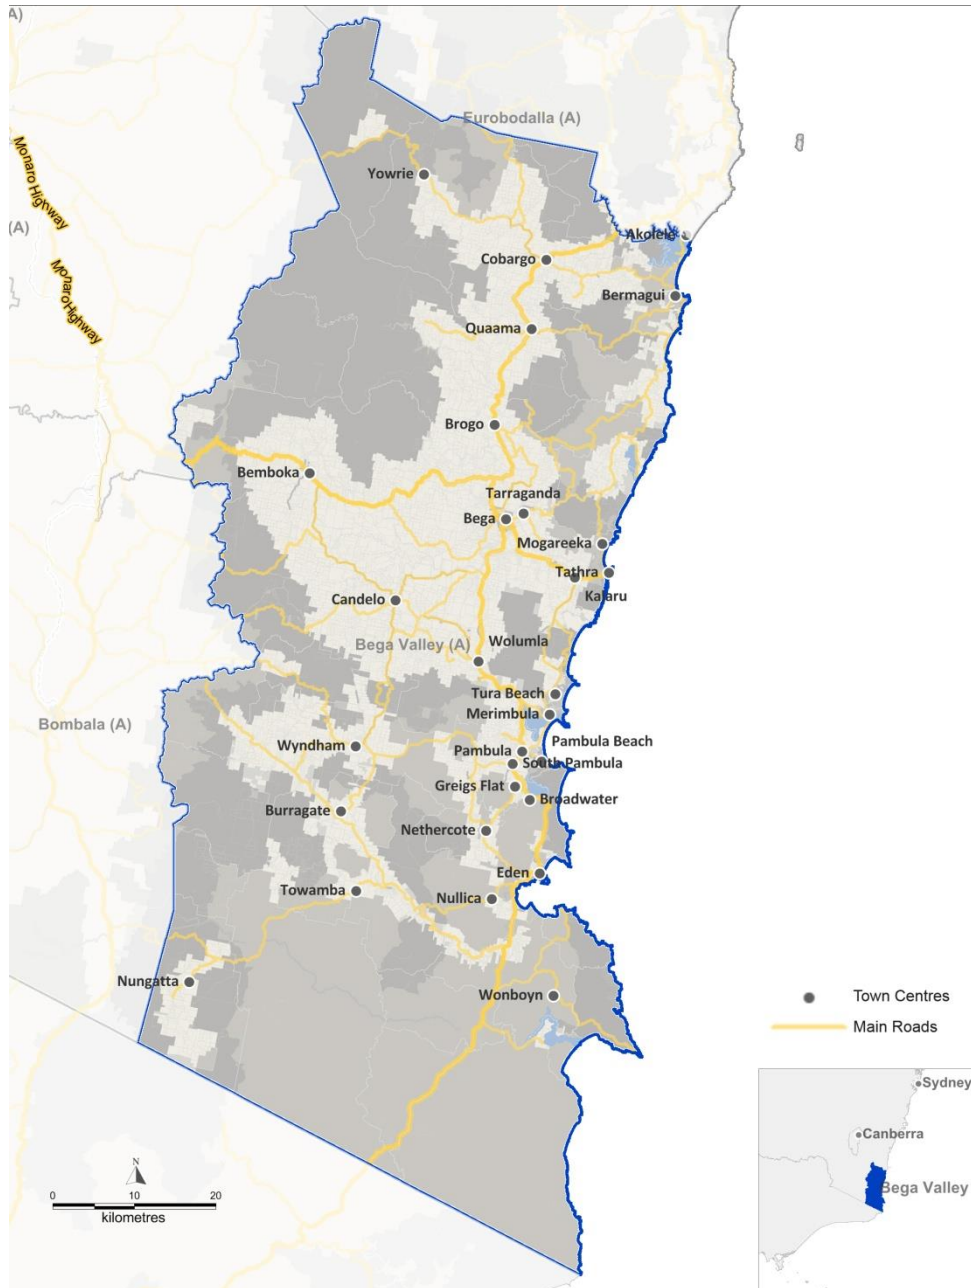 A)
Eurobodalla (A)
Monaro Highway
Yowrie
(A)
Akolele
Cobargo
Monaro Highway
Bermagui
Quaama
Brogo
Bemboka
Tarraganda
Bega
Mogareeka
Tathra
Kalaru
Candelo
Bega Valley (A)
Wolumla
Tura Beach
Merimbula
Bombala (A)
Wyndham
Pambula
Pambula Beach
South Pambula
Greigs Flat
Broadwater
Burragate
Nethercote
Eden
Towamba
Nullica
Nungatta
Wonboyn
Town Centres
Main Roads
Sydney
Canberra
Bega Valley
N
0 10 20
kilometres